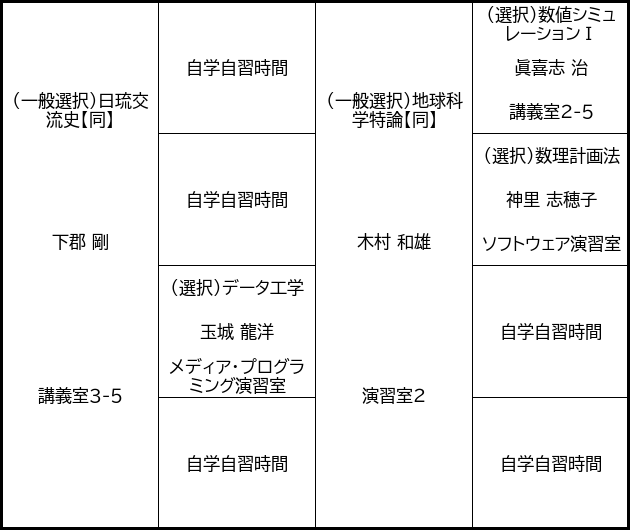 （一般選択）日琉交
流史【同】
下郡 剛
講義室3-5
自学自習時間
自学自習時間
（選択）データ工学
玉城 龍洋
メディア・プログラ
ミング演習室
自学自習時間
（一般選択）地球科
学特論【同】
木村 和雄
演習室2
（選択）数値シミュ
レーションⅠ
眞喜志 治
講義室2-5
（選択）数理計画法
神里 志穂子
ソフトウェア演習室
自学自習時間
自学自習時間